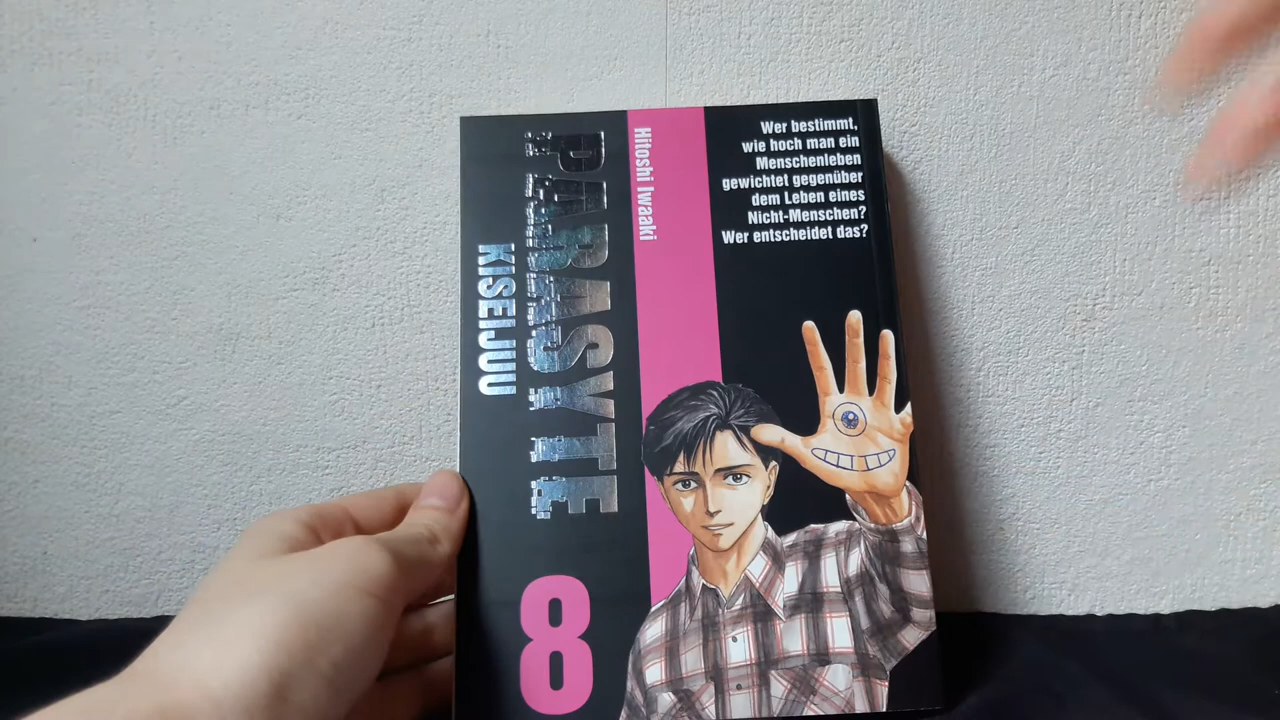 Wer bestimmt,
wie hoch man ein
Menschenleben
gewichtet gegenüber
dem Leben eines
Nicht-Menschen?
Wer entscheidet das?
Hitoshi Iwaaki
PARASYTE
KISEIJUU
8